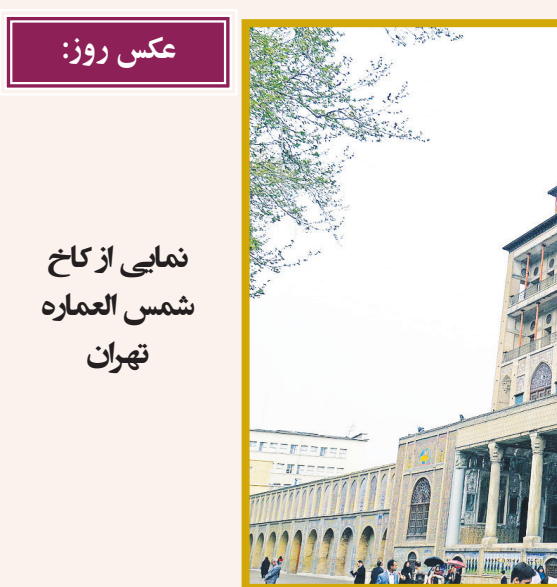 عکس روز:
نمایی از کاخ
شمس العماره
تهران